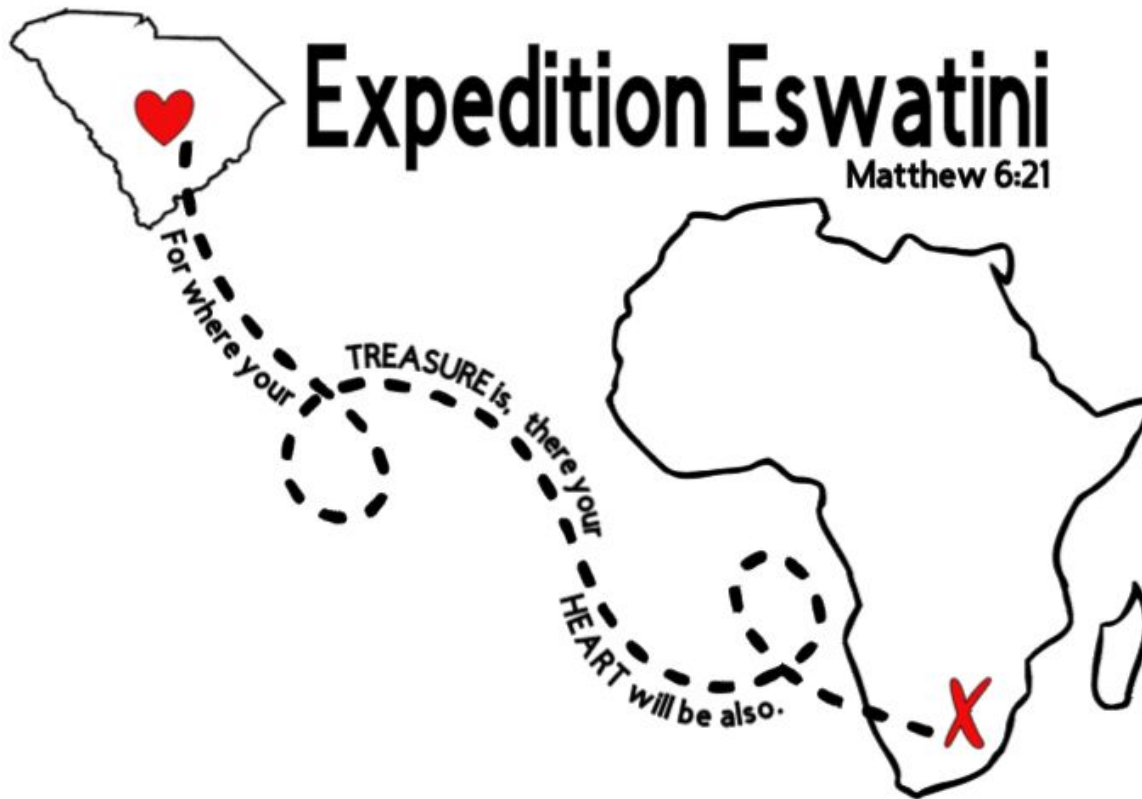 Expedition Eswatini
Matthew 6:21
For where your
TREASURE is, there your
HEART will be also.
X